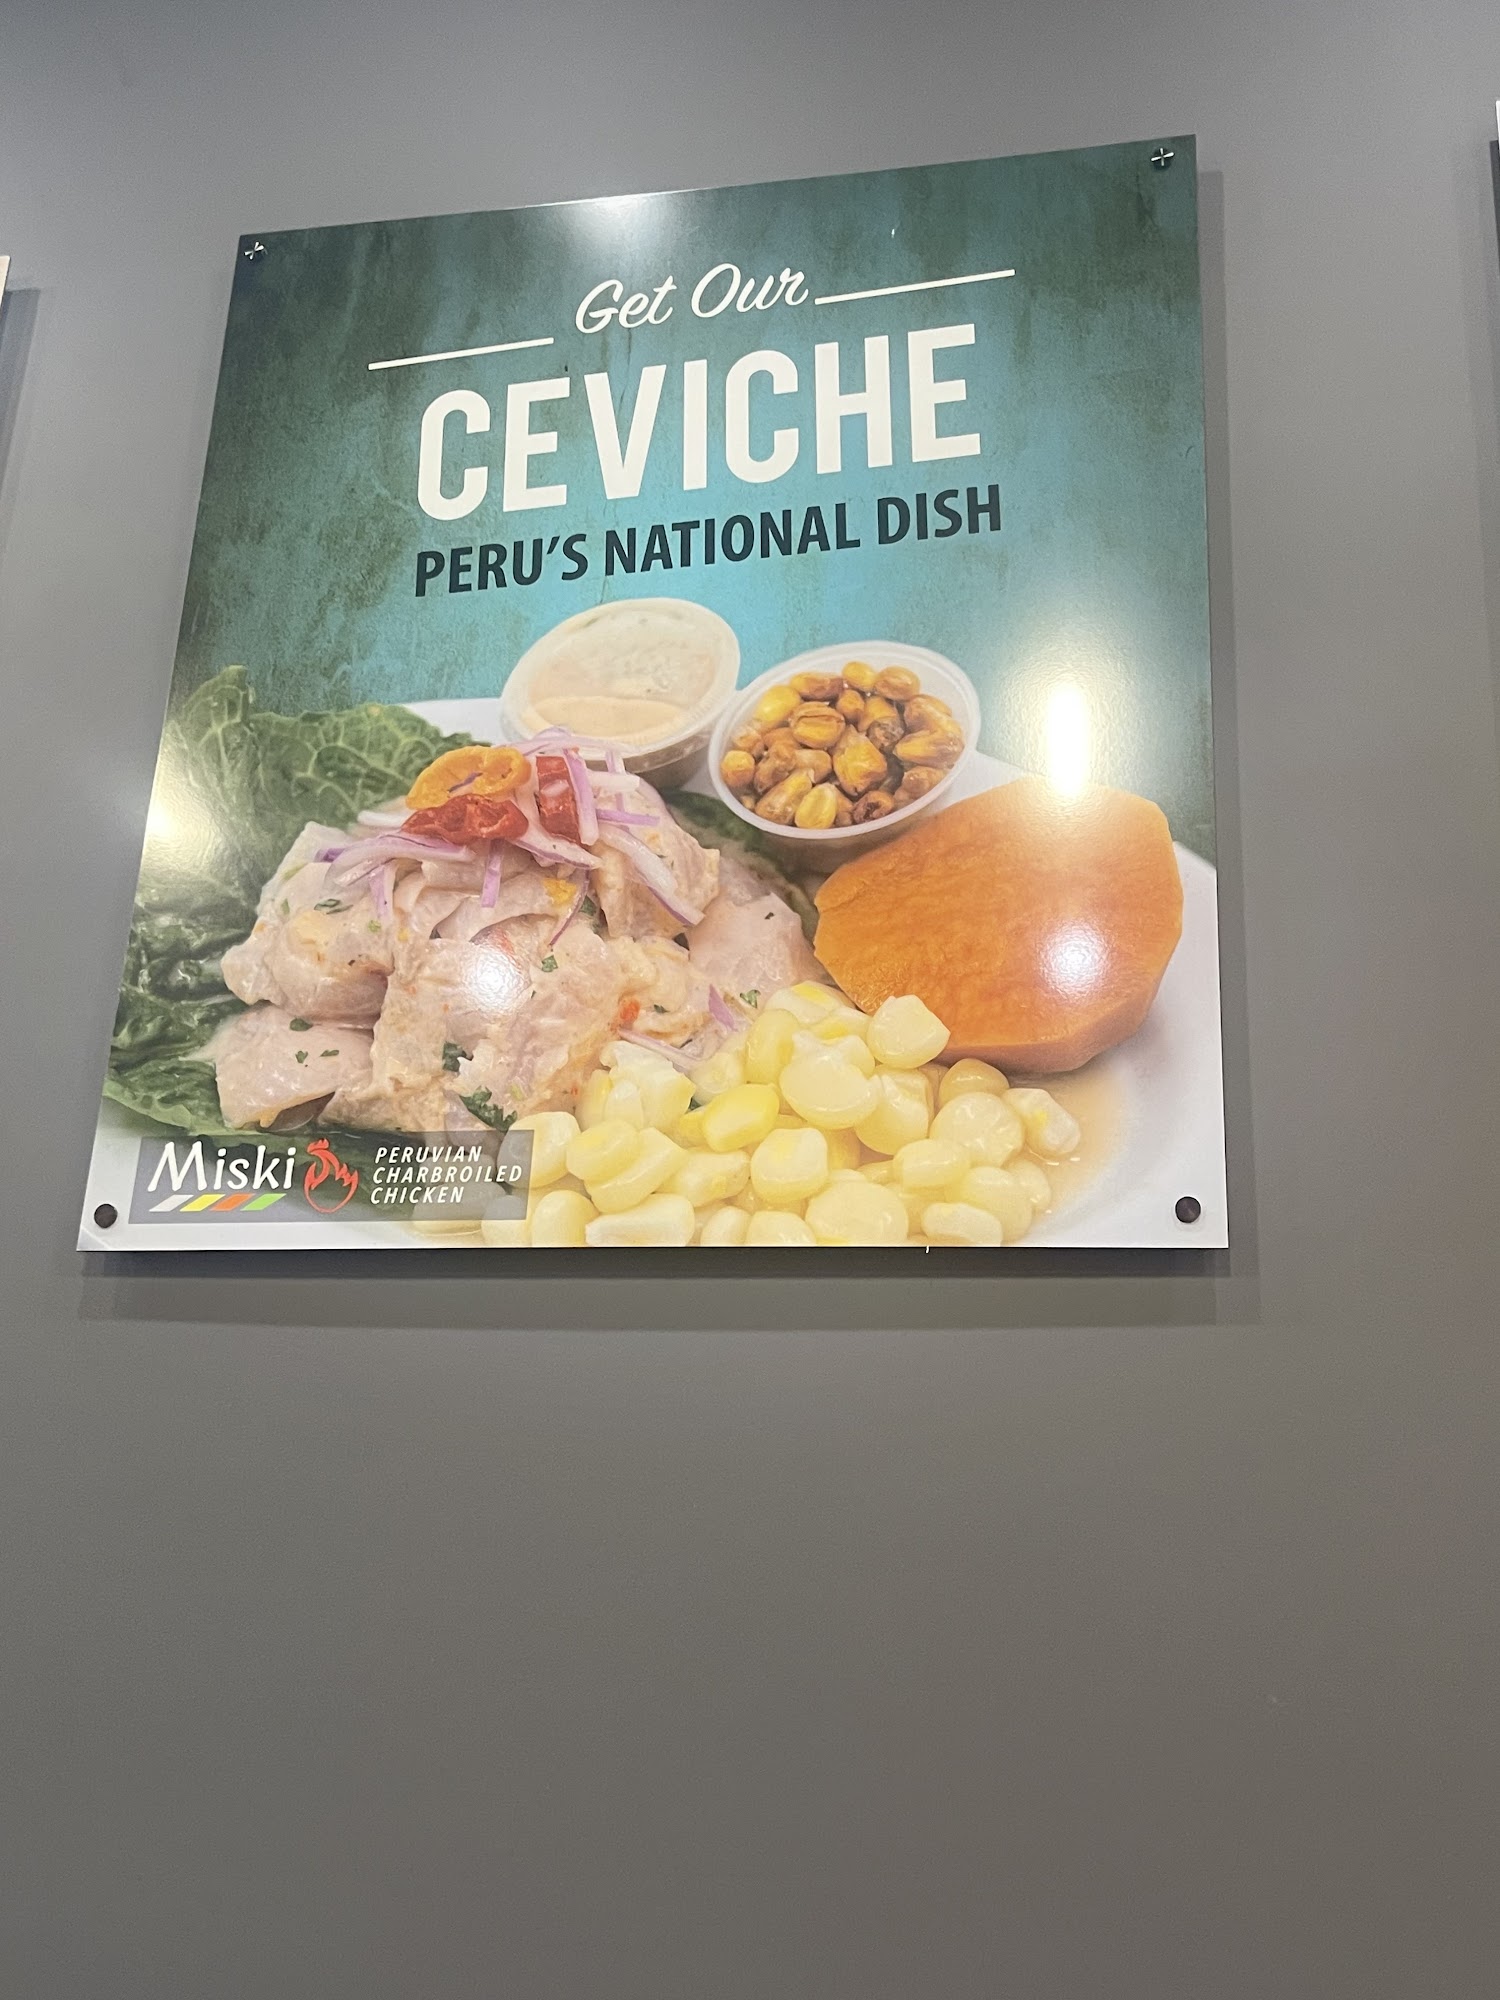 Get Our
CEVICHE
PERU'S NATIONAL DISH
Miski
PERUVIAN
CHARBROILED
CHICKEN